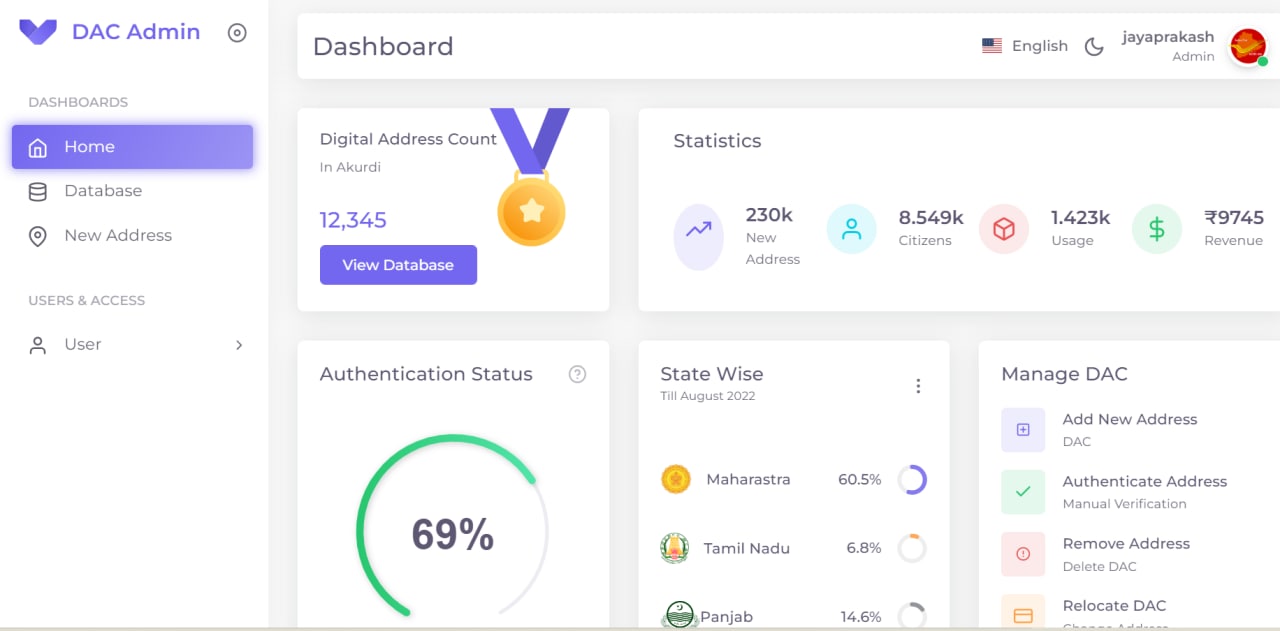 DAC Admin
Dashboard
English
jayaprakash
Admin
DASHBOARDS
Home
Database
New Address
USERS & ACCESS
User
Digital Address Count
In Akurdi
12,345
View Database
Statistics
230k
New
Address
8.549k
Citizens
1.423k
Usage
₹9745
Revenue
Authentication Status
69%
State Wise
Till August 2022
Maharastra 60.5%
Tamil Nadu 6.8%
Panjab 14.6%
Manage DAC
Add New Address
DAC
Authenticate Address
Manual Verification
Remove Address
Delete DAC
Relocate DAC
Change Address